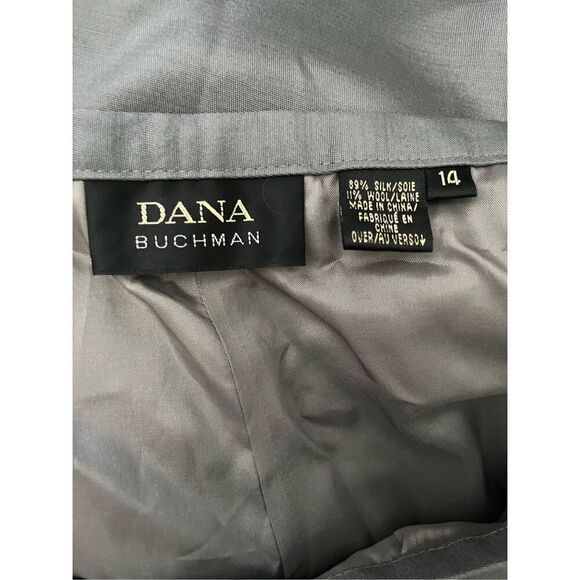 DANA
BUCHMAN
89% SILK/SOIE
11% WOOL/LAINE
MADE IN CHINA/
FABRIQUÉ EN
CHINE
OVER/AU VERSO↓
14